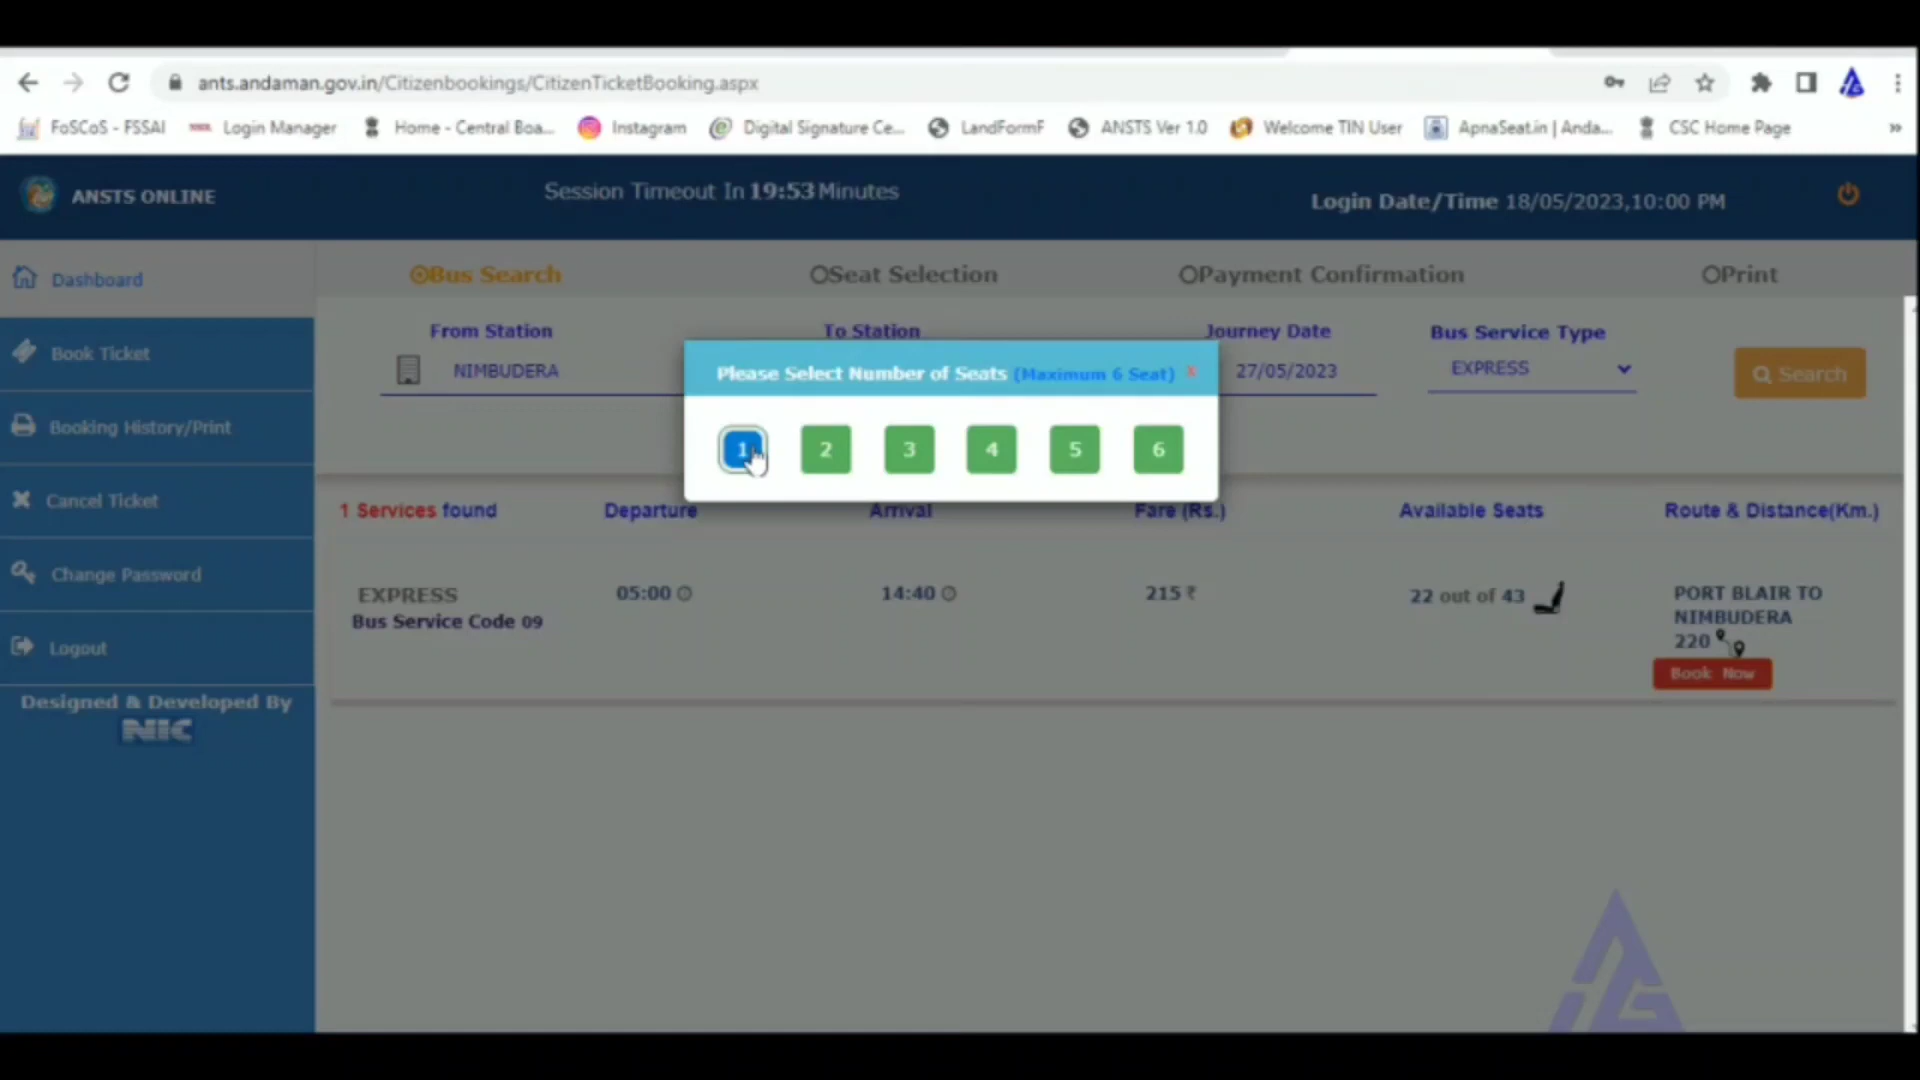 ants.andaman.gov.in/Citizenbookings/CitizenTicketBooking.aspx
FoSCoS - FSSAI Login Manager Home - Central Boa... Instagram Digital Signature Ce... LandFormF ANSTS Ver 1.0 Welcome TIN User ApnaSeat.in | Anda... CSC Home Page »
ANSTS ONLINE
Session Timeout In 19:53 Minutes
Login Date/Time 18/05/2023,10:00 PM
Dashboard
Book Ticket
Booking History/Print
Cancel Ticket
Change Password
Logout
Designed & Developed By
NIC
Bus Search Seat Selection Payment Confirmation Print
From Station To Station Journey Date Bus Service Type
NIMBUDERA 27/05/2023 EXPRESS Search
Please Select Number of Seats (Maximum 6 Seat) x
1 2 3 4 5 6
1 Services found Departure Arrival Fare (Rs.) Available Seats Route & Distance(Km.)
EXPRESS 05:00 14:40 215 ₹ 22 out of 43 PORT BLAIR TO
Bus Service Code 09 NIMBUDERA
220
Book Now